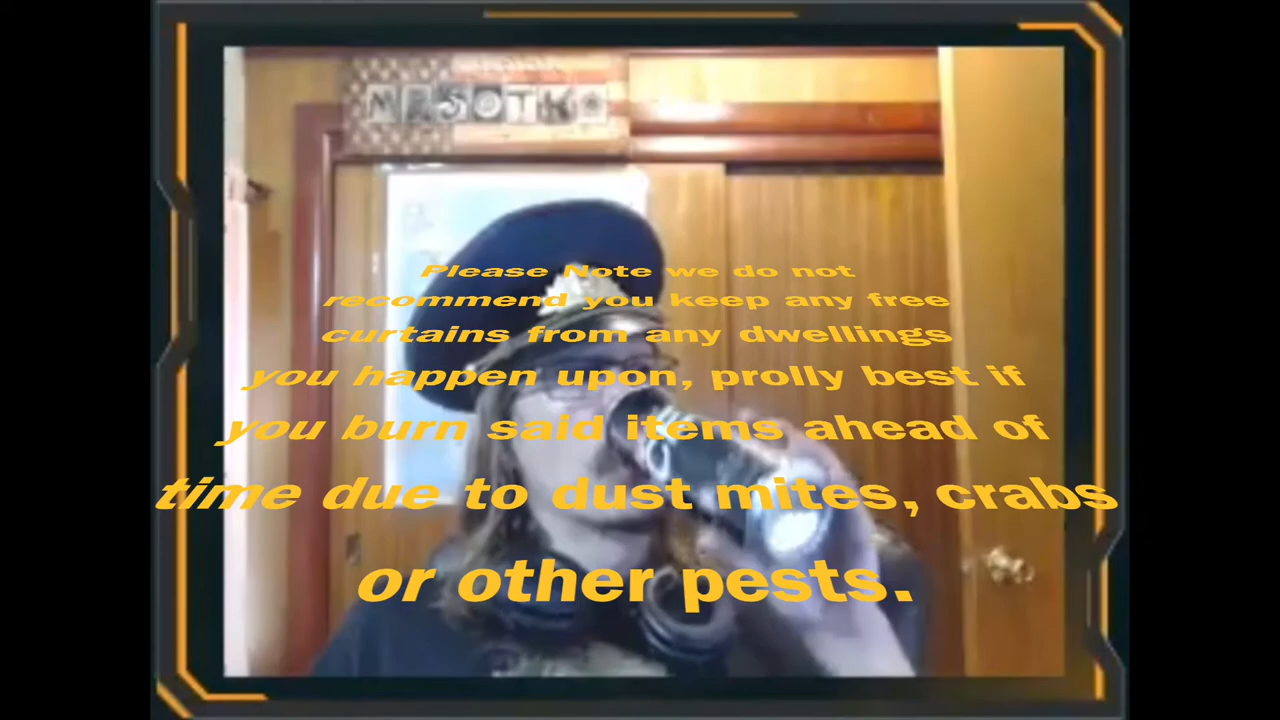 Please Note we do not
recommend you keep any free
curtains from any dwellings
you happen upon, prolly best if
you burn said items ahead of
time due to dust mites, crabs
or other pests.